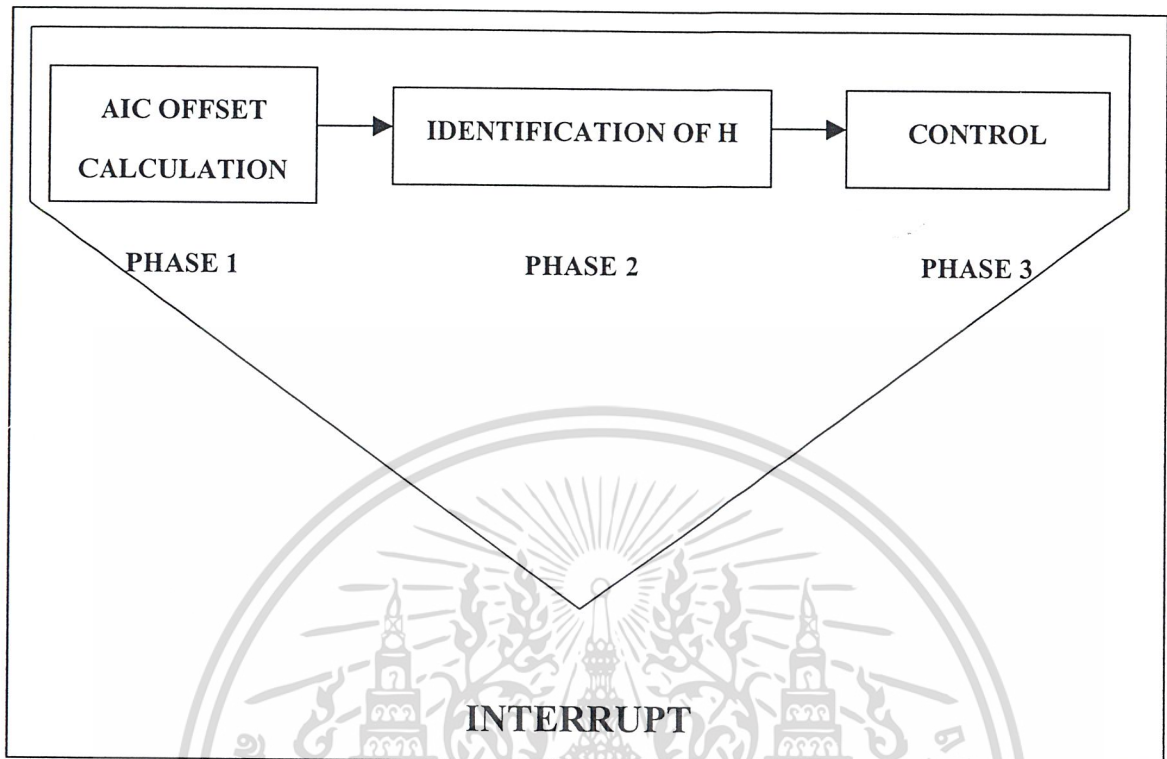 AIC OFFSET
CALCULATION
IDENTIFICATION OF H
CONTROL
PHASE 1
PHASE 2
PHASE 3
INTERRUPT